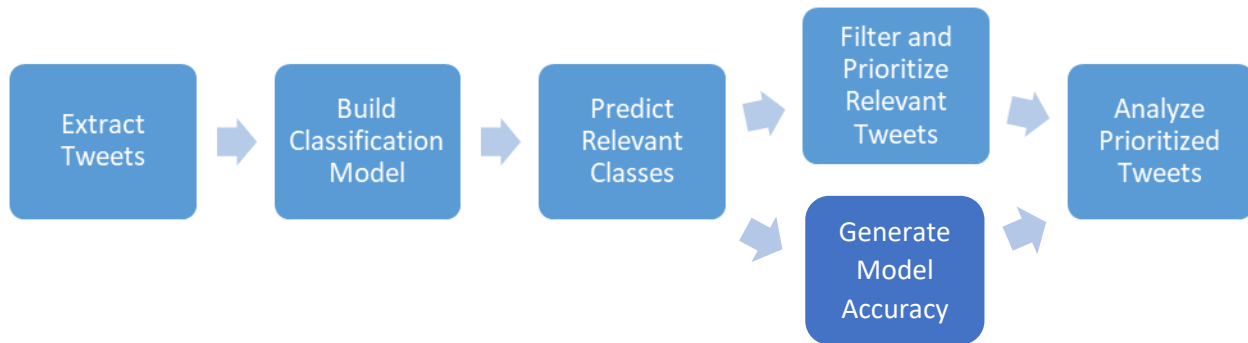 Extract
Tweets
Build
Classification
Model
Predict
Relevant
Classes
Filter and
Prioritize
Relevant
Tweets
Generate
Model
Accuracy
Analyze
Prioritized
Tweets